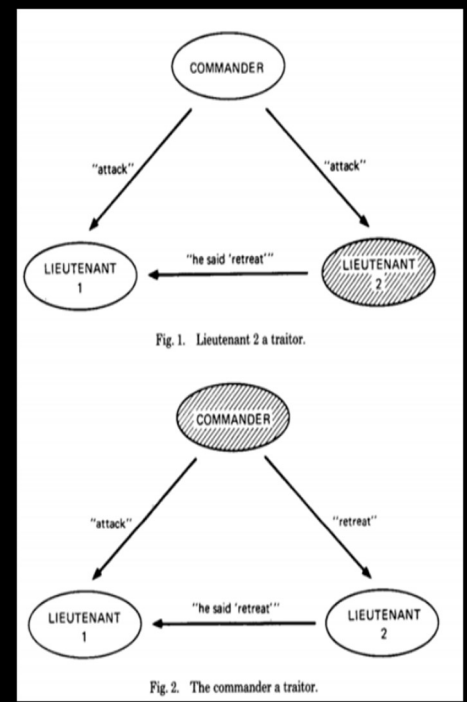 COMMANDER
"attack"
"attack"
LIEUTENANT
1
"he said 'retreat'"
LIEUTENANT
2
Fig. 1. Lieutenant 2 a traitor.
COMMANDER
"attack"
"retreat"
LIEUTENANT
1
"he said 'retreat'"
LIEUTENANT
2
Fig. 2. The commander a traitor.